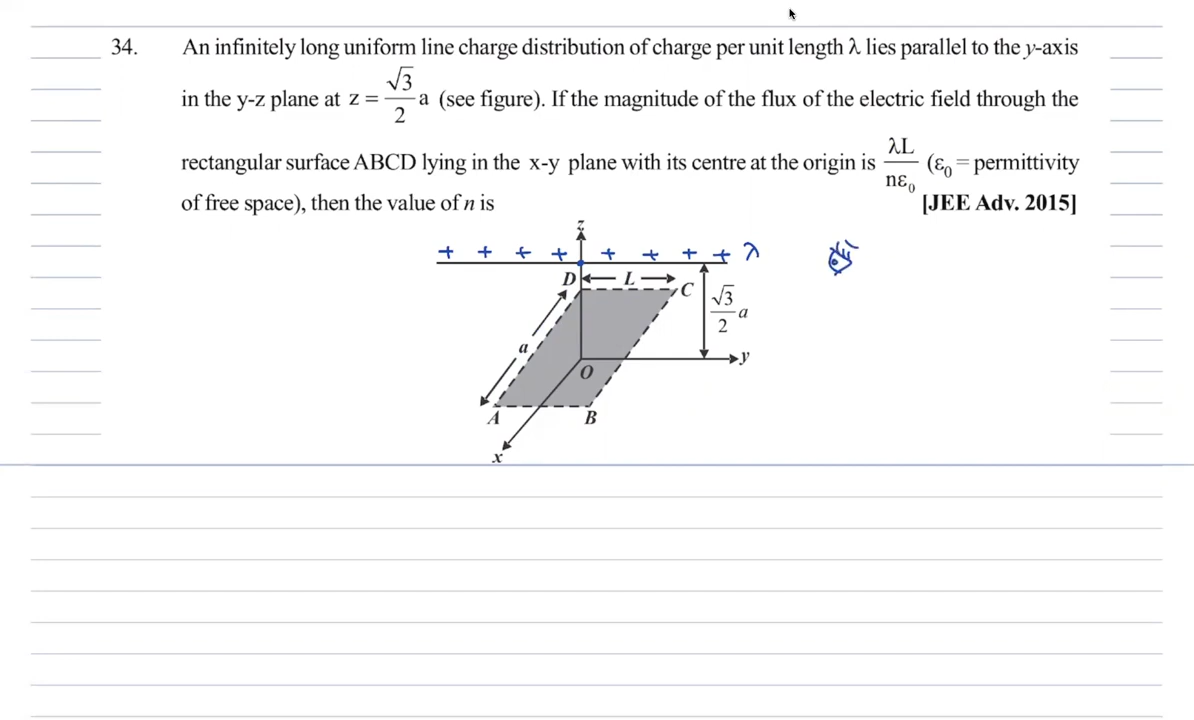 34. An infinitely long uniform line charge distribution of charge per unit length λ lies parallel to the y-axis
in the y-z plane at z = √3/2 a (see figure). If the magnitude of the flux of the electric field through the
rectangular surface ABCD lying in the x-y plane with its centre at the origin is λL/nε₀ (ε₀ = permittivity
of free space), then the value of n is [JEE Adv. 2015]
z
+ + + + + + + + λ
D L C
√3/2 a
a
y
O
A B
x